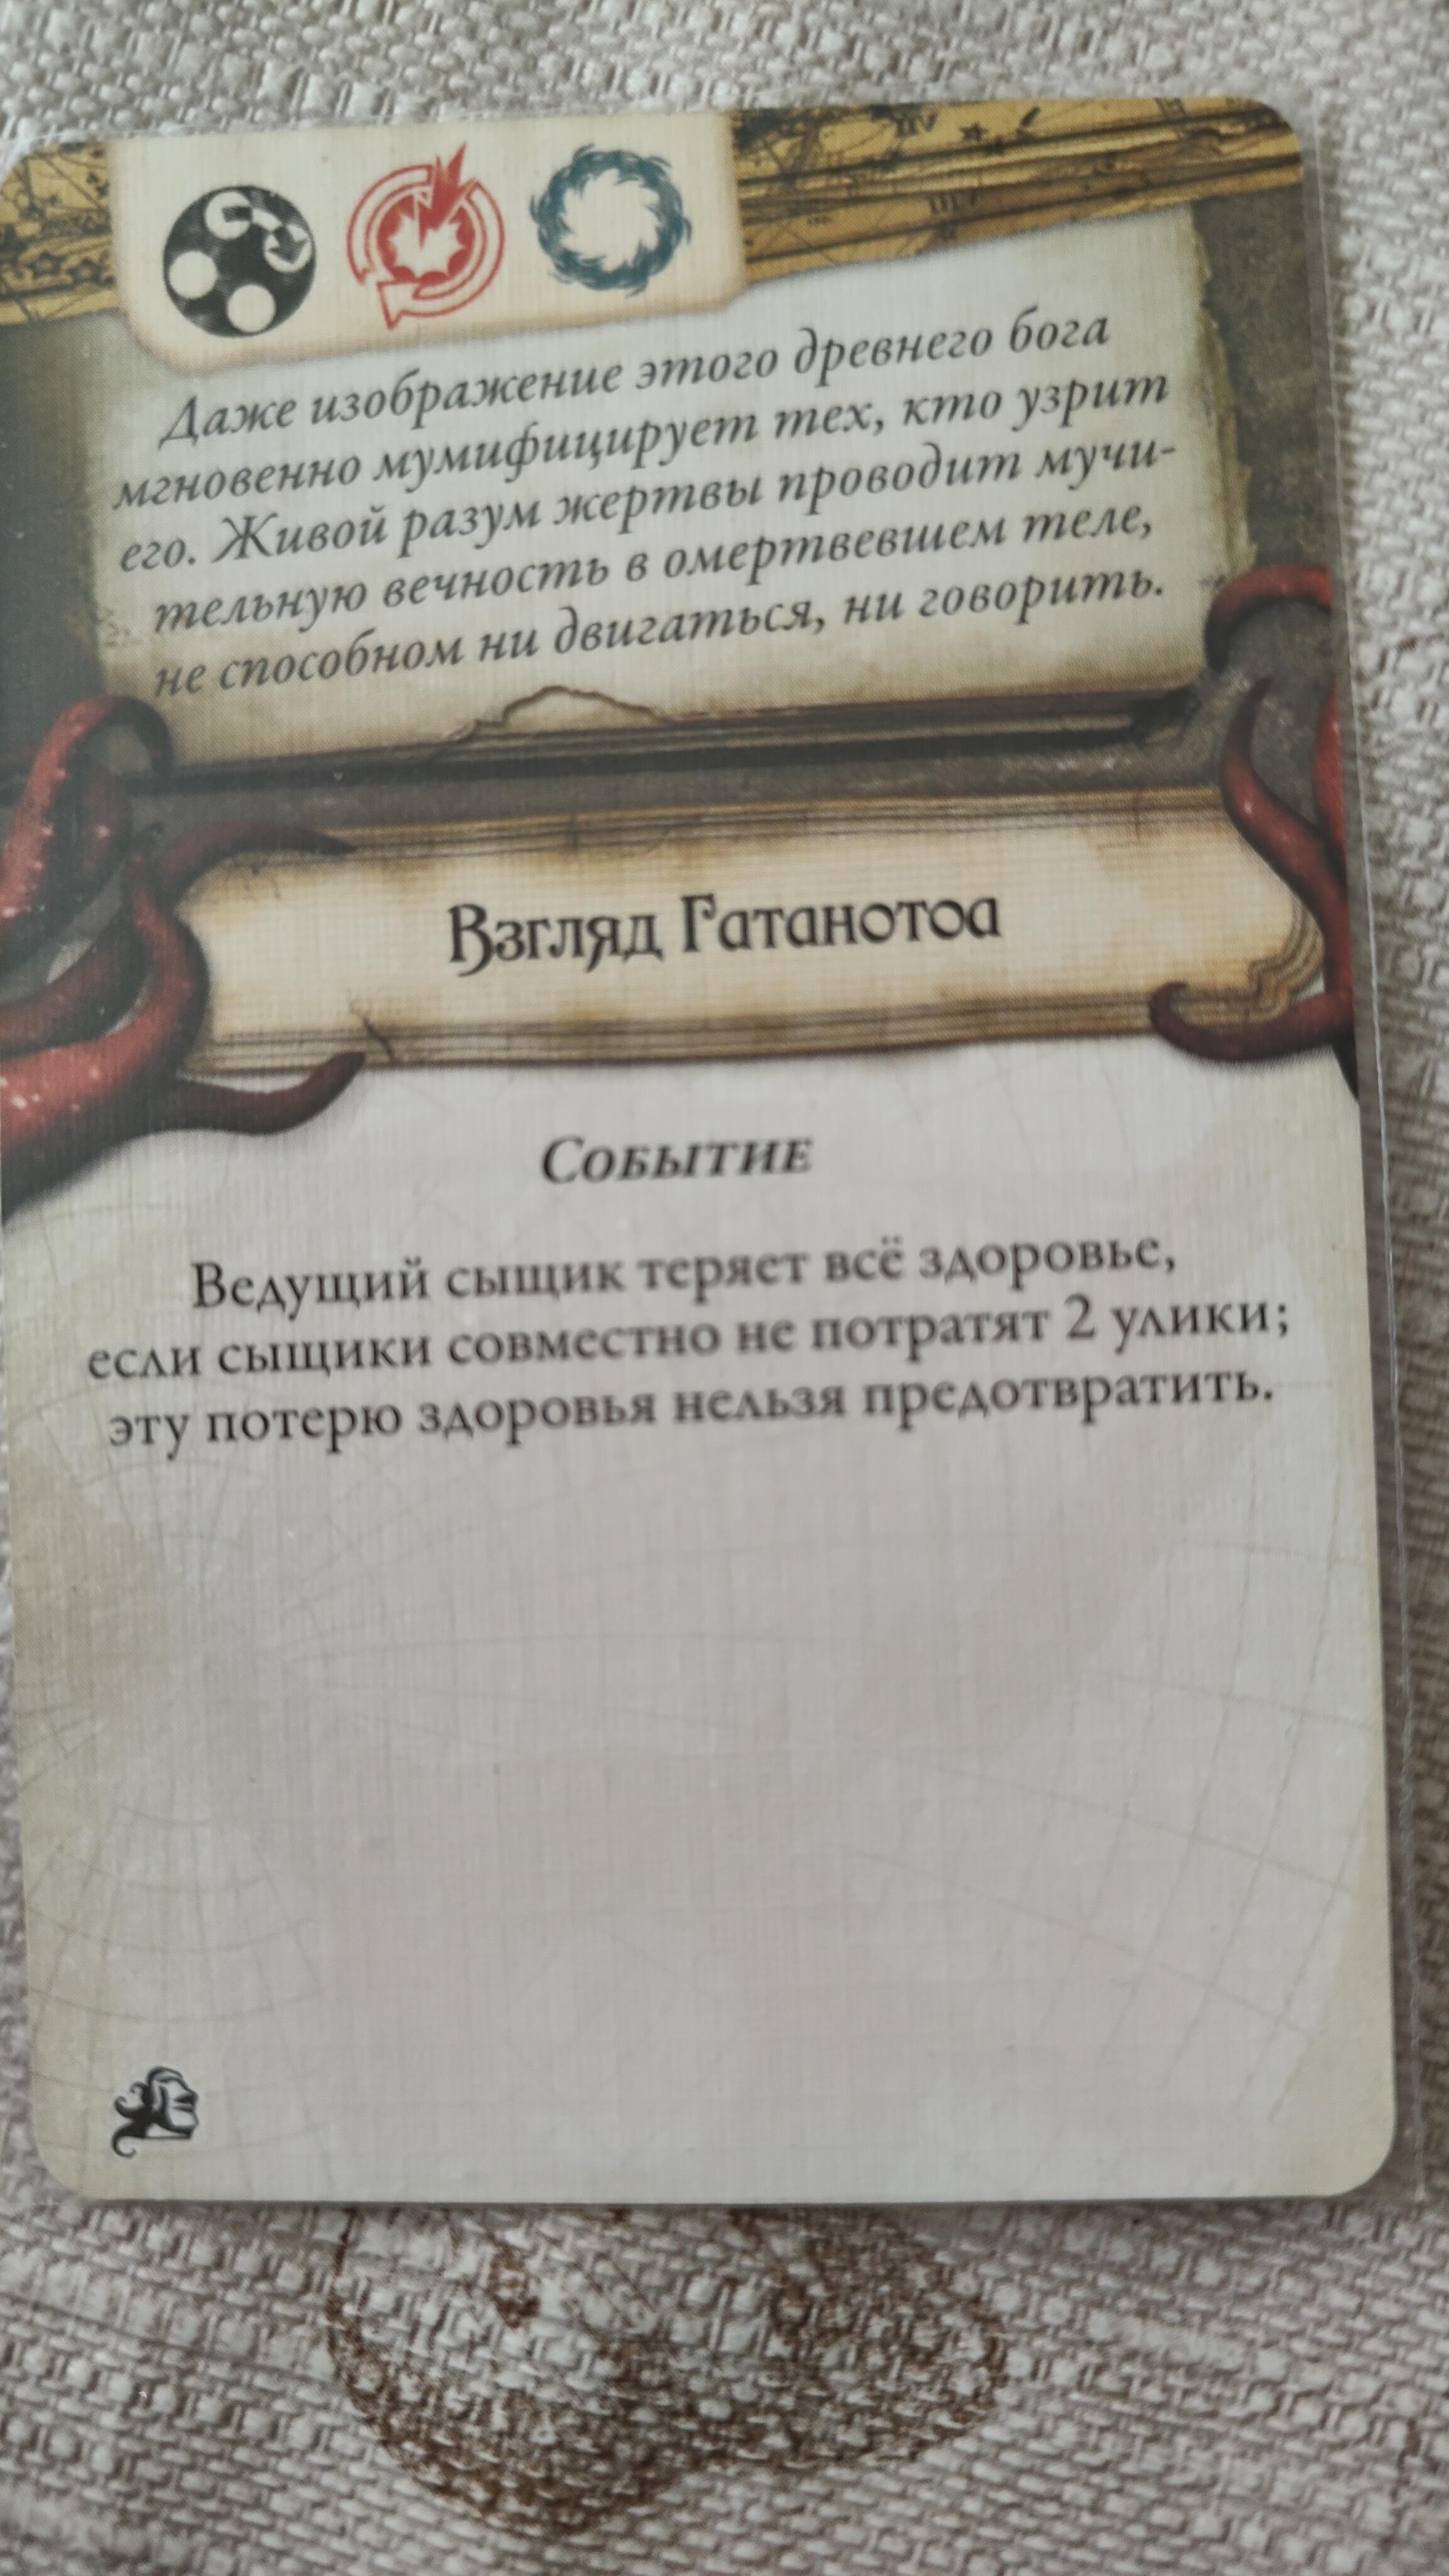 Даже изображение этого древнего бога
мгновенно мумифицирует тех, кто узрит
его. Живой разум жертвы проводит мучи-
тельную вечность в омертвевшем теле,
не способном ни двигаться, ни говорить.
Взгляд Гатанотоа
Событие
Ведущий сыщик теряет всё здоровье,
если сыщики совместно не потратят 2 улики;
эту потерю здоровья нельзя предотвратить.